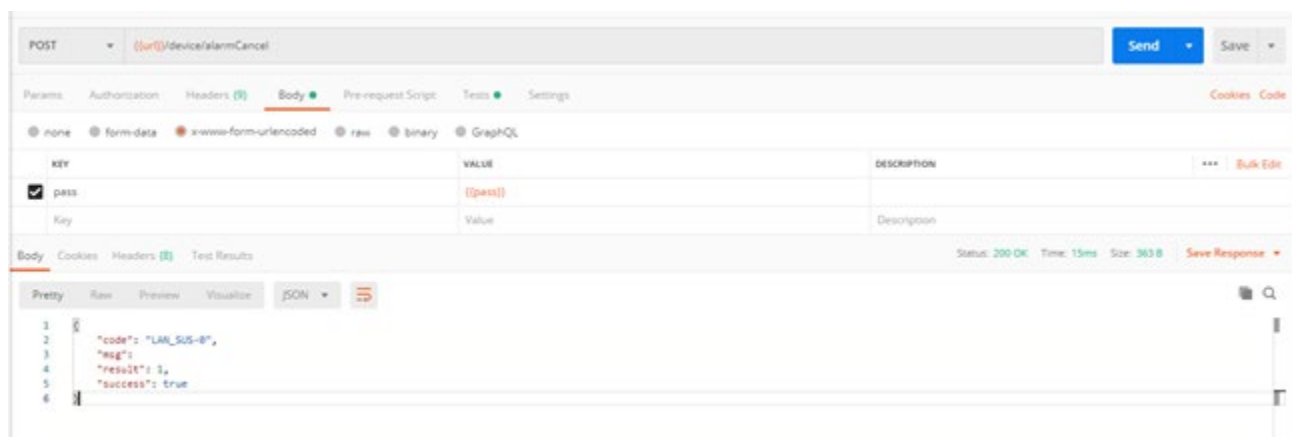 POST {{url}}/device/alarmCancel Send Save
Params Authorization Headers (9) Body Pre-request Script Tests Settings Cookies Code
none form-data x-www-form-urlencoded raw binary GraphQL
KEY VALUE DESCRIPTION ••• Bulk Edit
pass {{pass}}
Key Value Description
Body Cookies Headers (8) Test Results Status: 200 OK Time: 15ms Size: 363 B Save Response
Pretty Raw Preview Visualize JSON
1 {
2 "code": "LAN_SUS-0",
3 "msg":
4 "result": 1,
5 "success": true
6 }